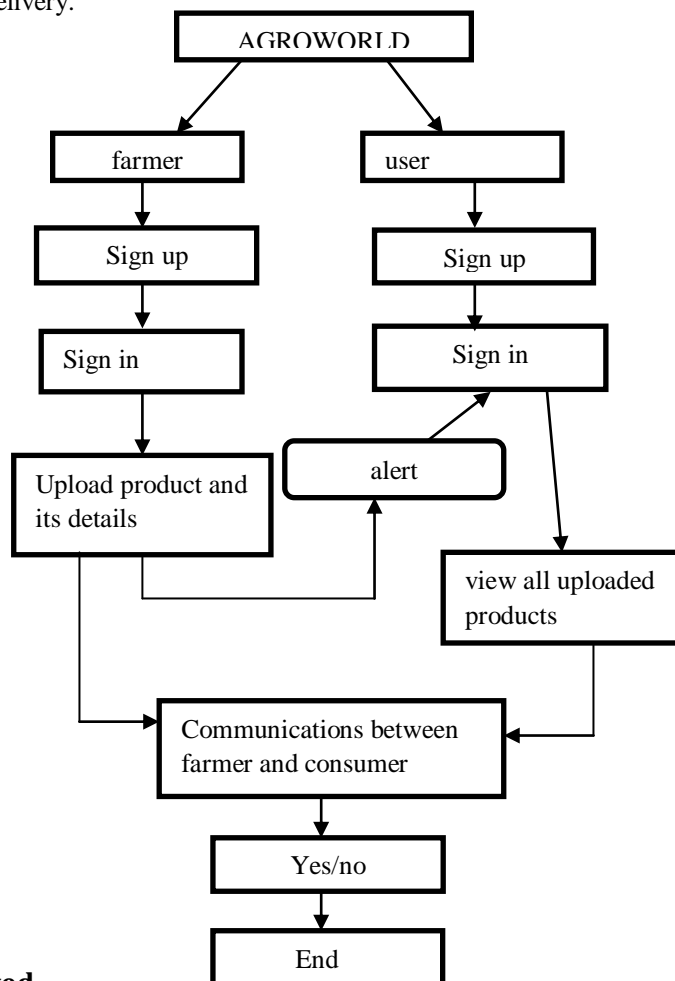 elivery.
AGROWORLD
farmer
user
Sign up
Sign up
Sign in
Sign in
alert
Upload product and
its details
view all uploaded
products
Communications between
farmer and consumer
Yes/no
End